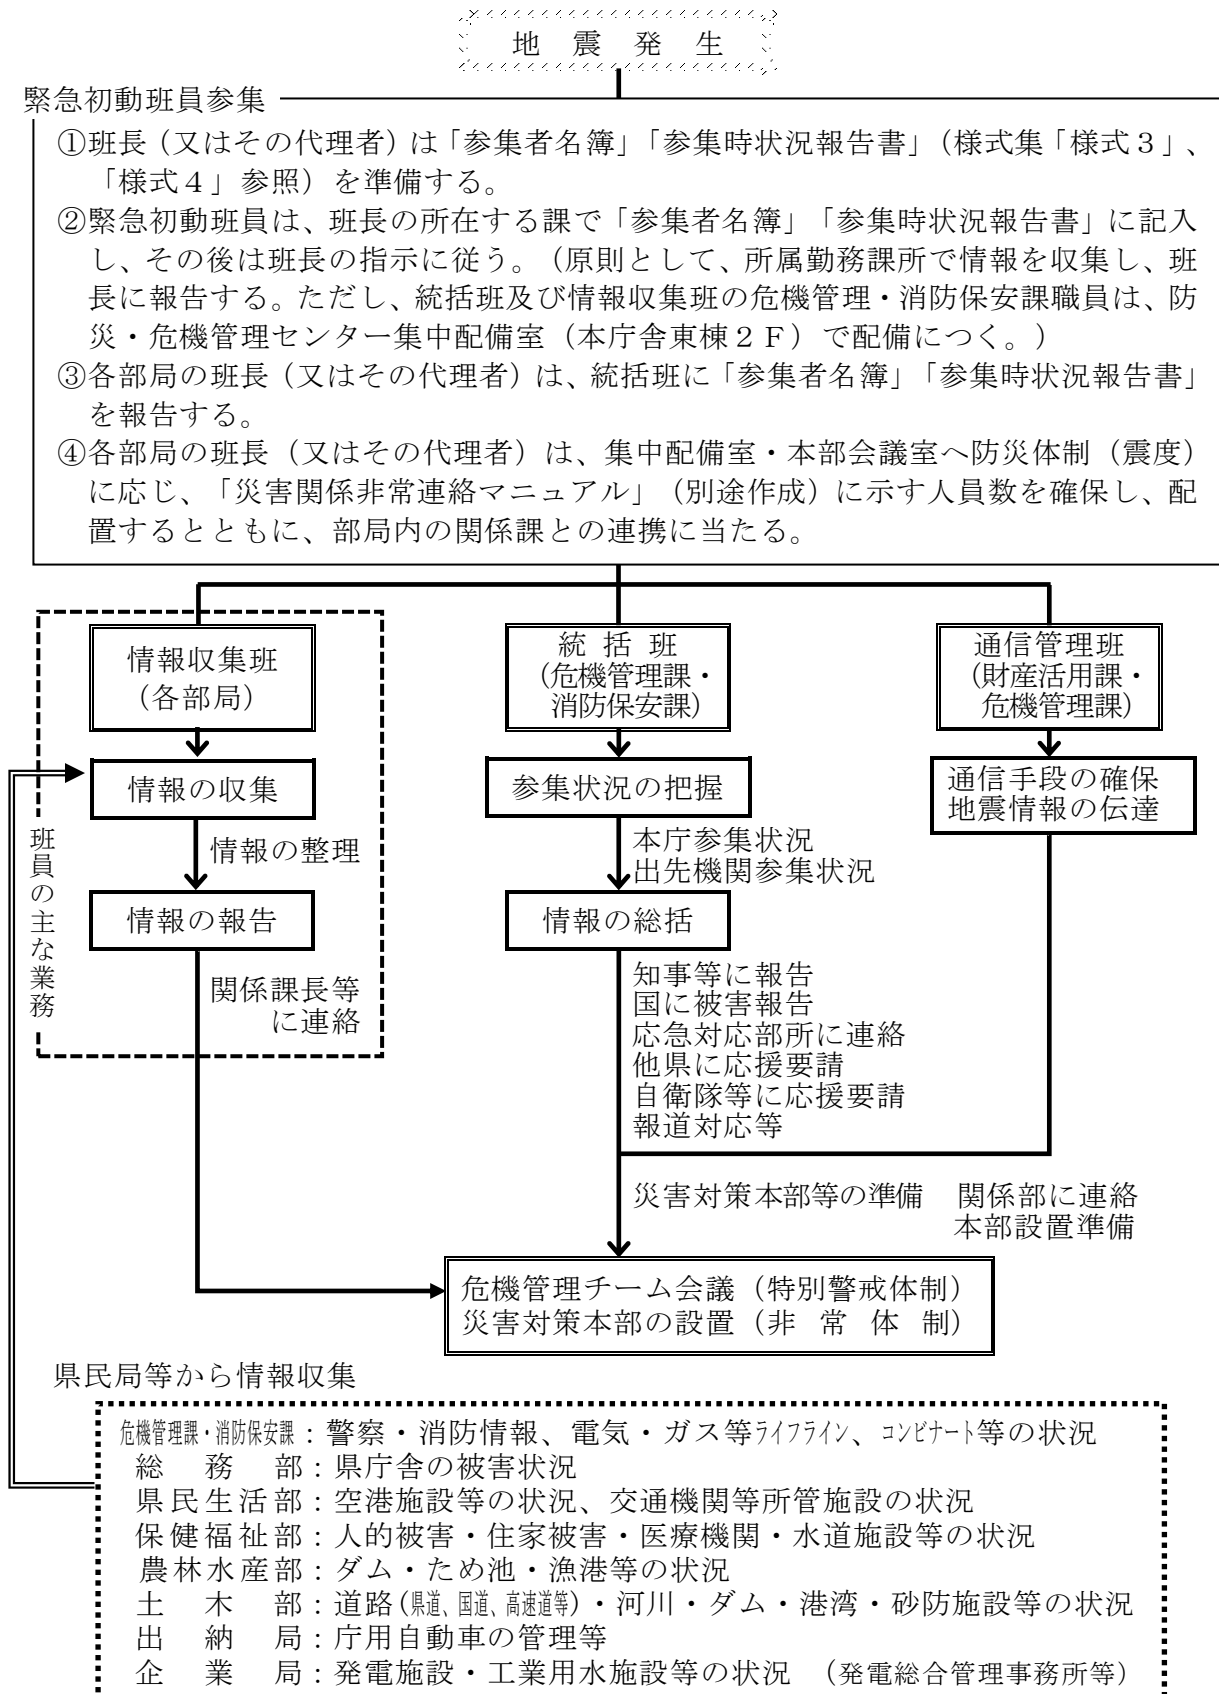 地震発生
緊急初動班員参集
①班長（又はその代理者）は「参集者名簿」「参集時状況報告書」（様式集「様式３」、
「様式４」参照）を準備する。
②緊急初動班員は、班長の所在する課で「参集者名簿」「参集時状況報告書」に記入
し、その後は班長の指示に従う。（原則として、所属勤務課所で情報を収集し、班
長に報告する。ただし、統括班及び情報収集班の危機管理・消防保安課職員は、防
災・危機管理センター集中配備室（本庁舎東棟２Ｆ）で配備につく。）
③各部局の班長（又はその代理者）は、統括班に「参集者名簿」「参集時状況報告書」
を報告する。
④各部局の班長（又はその代理者）は、集中配備室・本部会議室へ防災体制（震度）
に応じ、「災害関係非常連絡マニュアル」（別途作成）に示す人員数を確保し、配
置するとともに、部局内の関係課との連携に当たる。
情報収集班
（各部局）
情報の収集
情報の整理
情報の報告
関係課長等
に連絡
班員の主な業務
統括班
（危機管理課・
消防保安課）
参集状況の把握
本庁参集状況
出先機関参集状況
情報の総括
知事等に報告
国に被害報告
応急対応部所に連絡
他県に応援要請
自衛隊等に応援要請
報道対応等
通信管理班
（財産活用課・
危機管理課）
通信手段の確保
地震情報の伝達
災害対策本部等の準備　関係部に連絡
本部設置準備
危機管理チーム会議（特別警戒体制）
災害対策本部の設置（非常体制）
県民局等から情報収集
危機管理課・消防保安課：警察・消防情報、電気・ガス等ライフライン、コンビナート等の状況
総務部：県庁舎の被害状況
県民生活部：空港施設等の状況、交通機関等所管施設の状況
保健福祉部：人的被害・住家被害・医療機関・水道施設等の状況
農林水産部：ダム・ため池・漁港等の状況
土木部：道路（県道、国道、高速道等）・河川・ダム・港湾・砂防施設等の状況
出納局：庁用自動車の管理等
企業局：発電施設・工業用水施設等の状況　（発電総合管理事務所等）